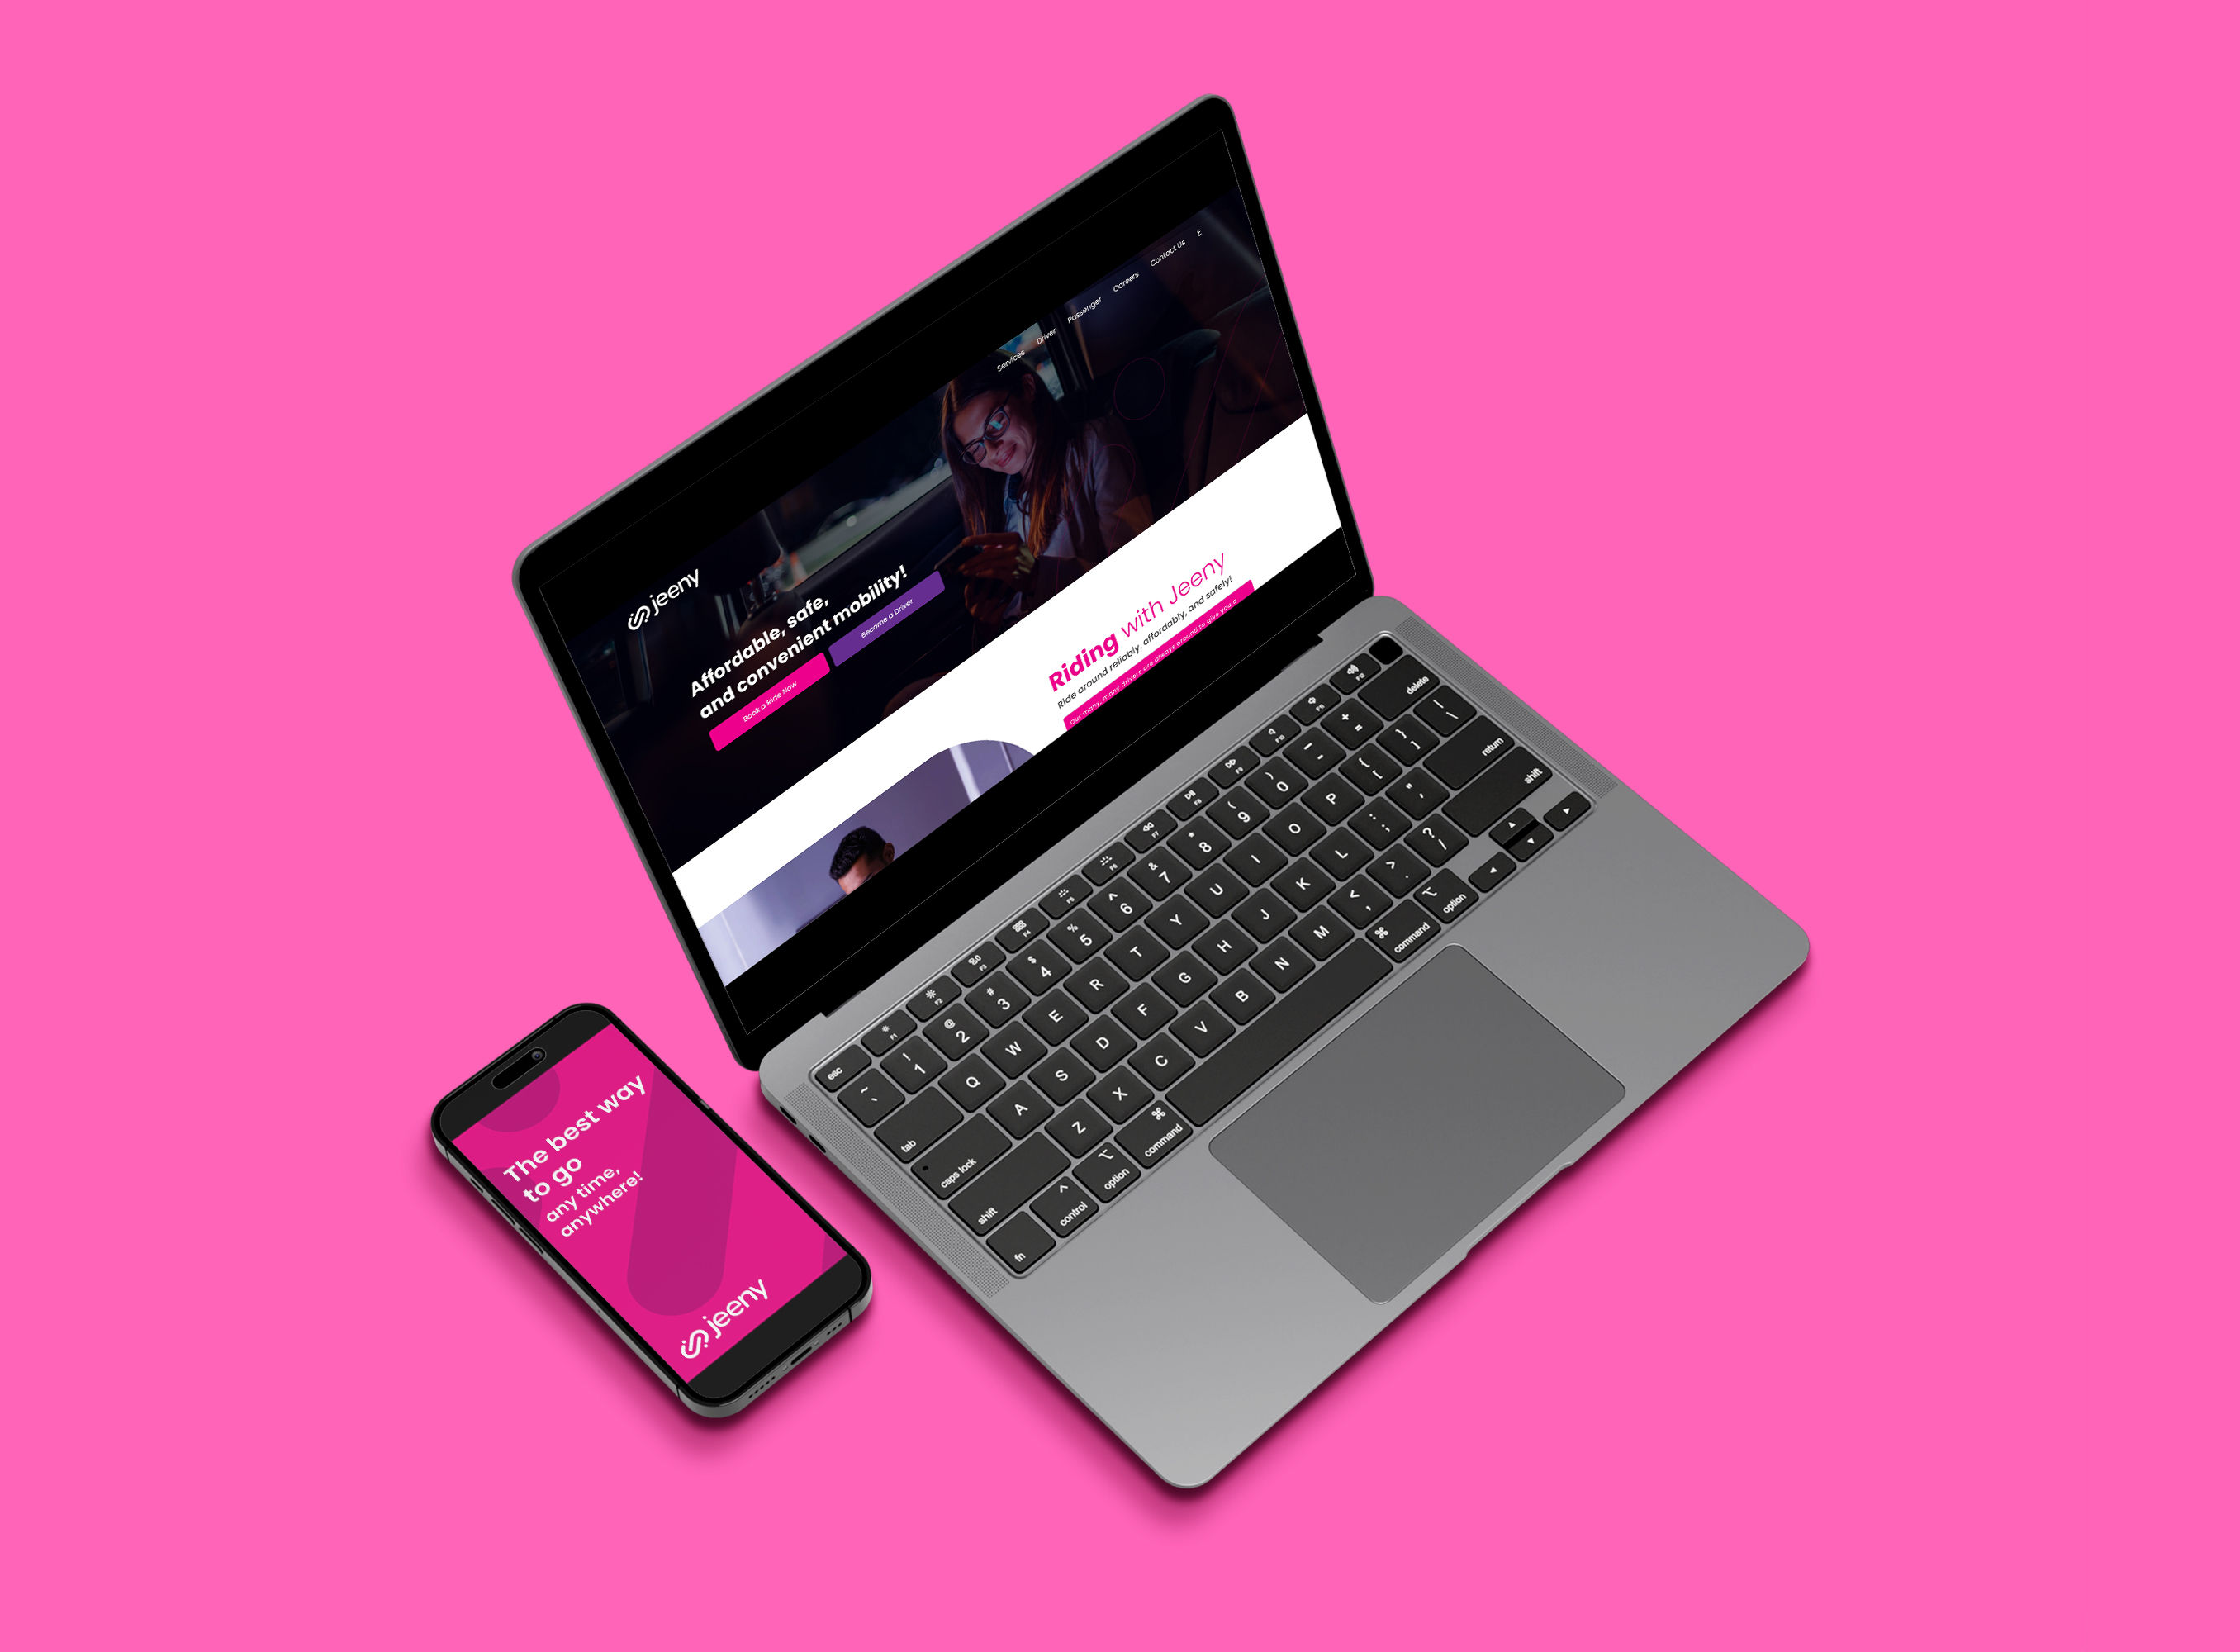 jeeny
Services Driver Passenger Careers Contact Us ع
Affordable, safe,
and convenient mobility!
Book a Ride Now
Become a Driver
Riding with Jeeny
Ride around reliably, affordably, and safely!
Our many, many drivers are always around to give you a
The best way
to go
any time,
anywhere!
jeeny
esc F1 F2 F3 F4 F5 F6 F7 F8 F9 F10 F11 F12
~ ` ! 1 @ 2 # 3 $ 4 % 5 ^ 6 & 7 * 8 ( 9 ) 0 — - + = delete
tab Q W E R T Y U I O P { [ } ] | \
caps lock A S D F G H J K L : ; " ' return
shift Z X C V B N M < , > . ? / shift
fn ^ control ⌥ option ⌘ command ⌘ command ⌥ option ◀ ▲ ▼ ▶